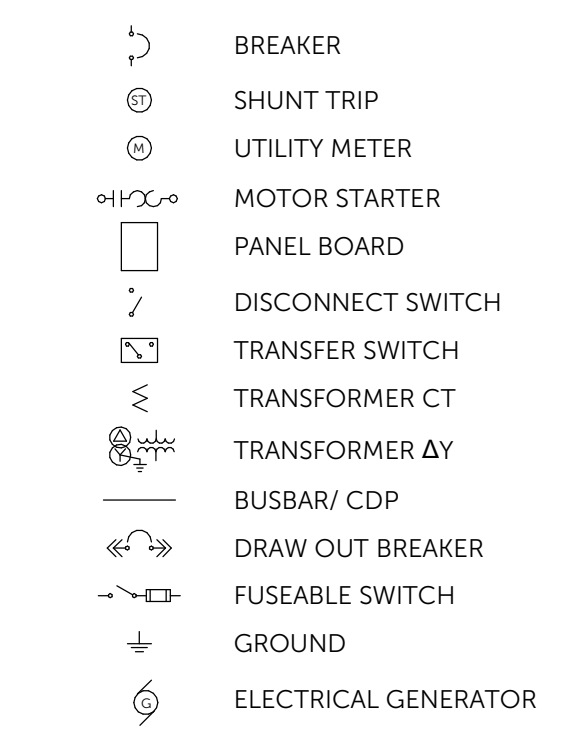 BREAKER
ST SHUNT TRIP
M UTILITY METER
MOTOR STARTER
PANEL BOARD
DISCONNECT SWITCH
TRANSFER SWITCH
TRANSFORMER CT
Δ Y TRANSFORMER ΔY
BUSBAR/ CDP
DRAW OUT BREAKER
FUSEABLE SWITCH
GROUND
G ELECTRICAL GENERATOR